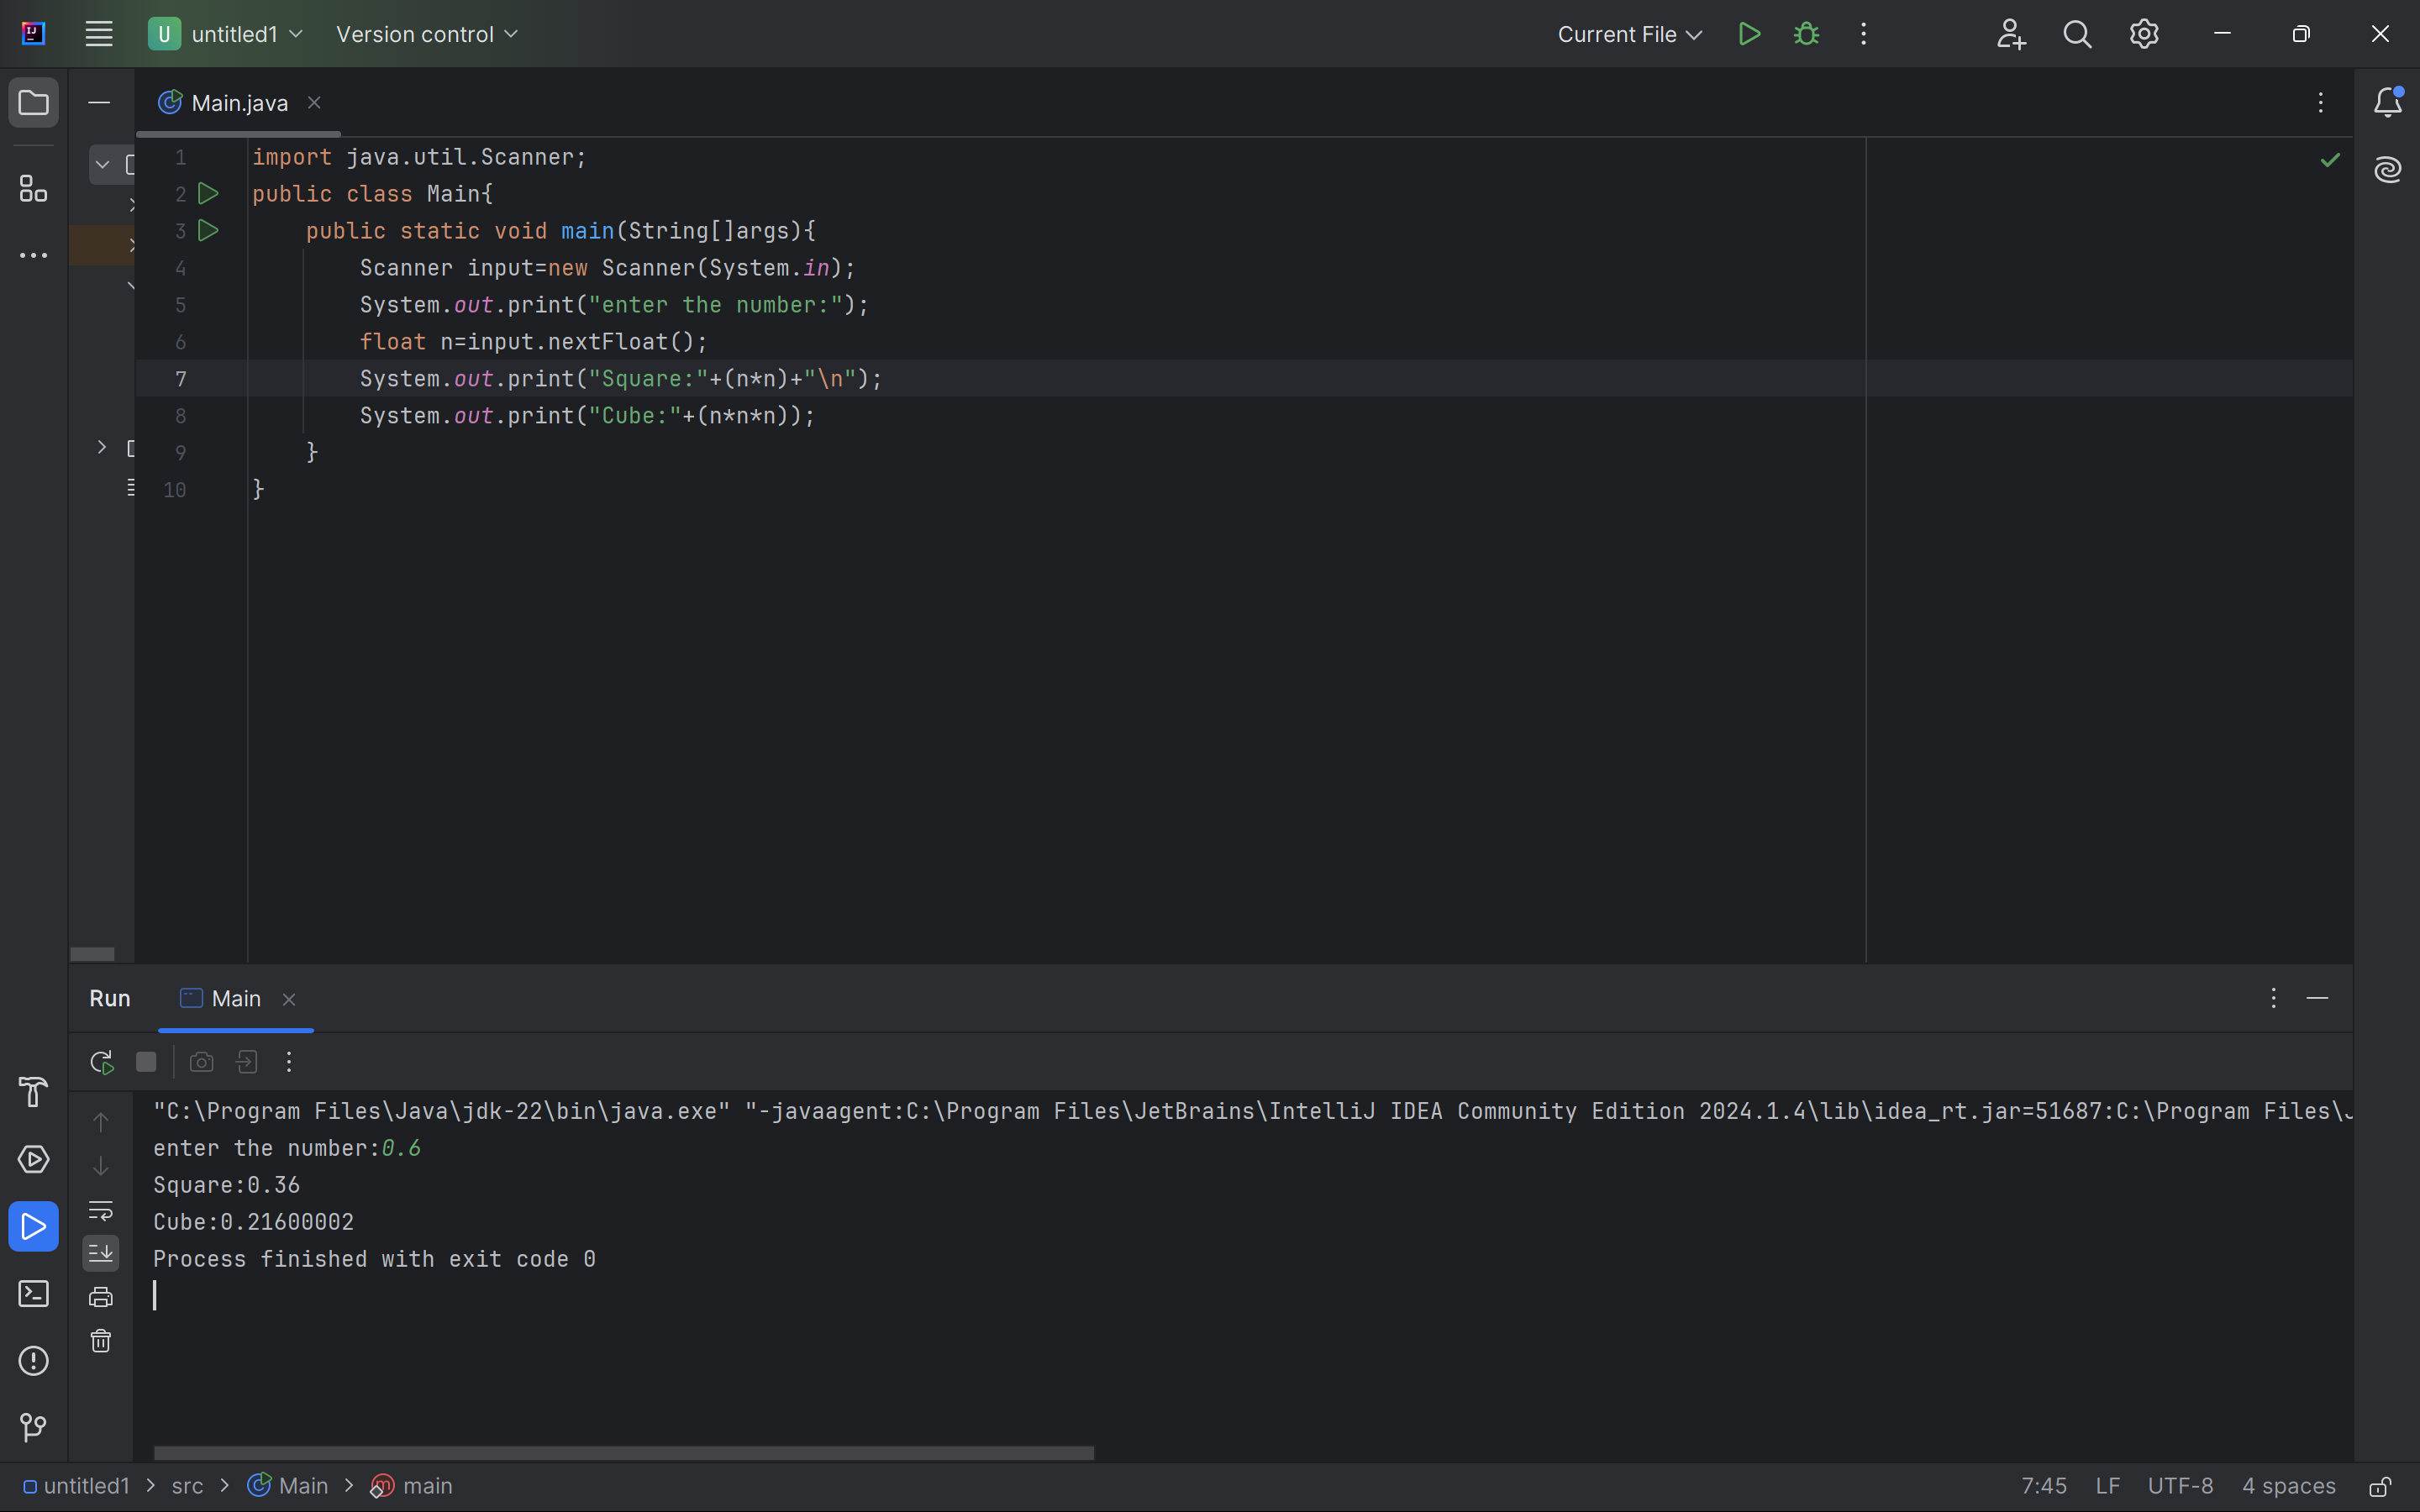 U untitled1 Version control Current File
Main.java
1 import java.util.Scanner;
2 public class Main{
3 public static void main(String[]args){
4 Scanner input=new Scanner(System.in);
5 System.out.print("enter the number:");
6 float n=input.nextFloat();
7 System.out.print("Square:"+(n*n)+"\n");
8 System.out.print("Cube:"+(n*n*n));
9 }
10 }
Run Main
"C:\Program Files\Java\jdk-22\bin\java.exe" "-javaagent:C:\Program Files\JetBrains\IntelliJ IDEA Community Edition 2024.1.4\lib\idea_rt.jar=51687:C:\Program Files\J
enter the number:0.6
Square:0.36
Cube:0.21600002
Process finished with exit code 0
untitled1 > src > Main > main 7:45 LF UTF-8 4 spaces